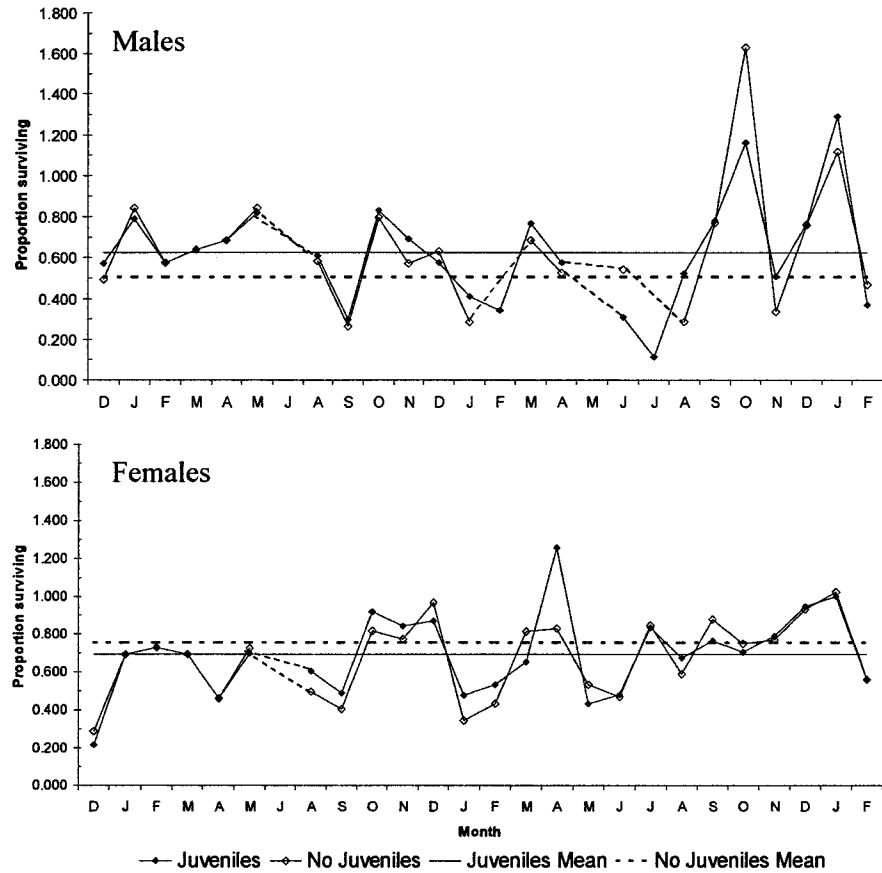 Males
Proportion surviving
1.800
1.600
1.400
1.200
1.000
0.800
0.600
0.400
0.200
0.000
D J F M A M J A S O N D J F M A M J J A S O N D J F
Females
Proportion surviving
1.800
1.600
1.400
1.200
1.000
0.800
0.600
0.400
0.200
0.000
D J F M A M J A S O N D J F M A M J J A S O N D J F
Month
Juveniles No Juveniles Juveniles Mean No Juveniles Mean